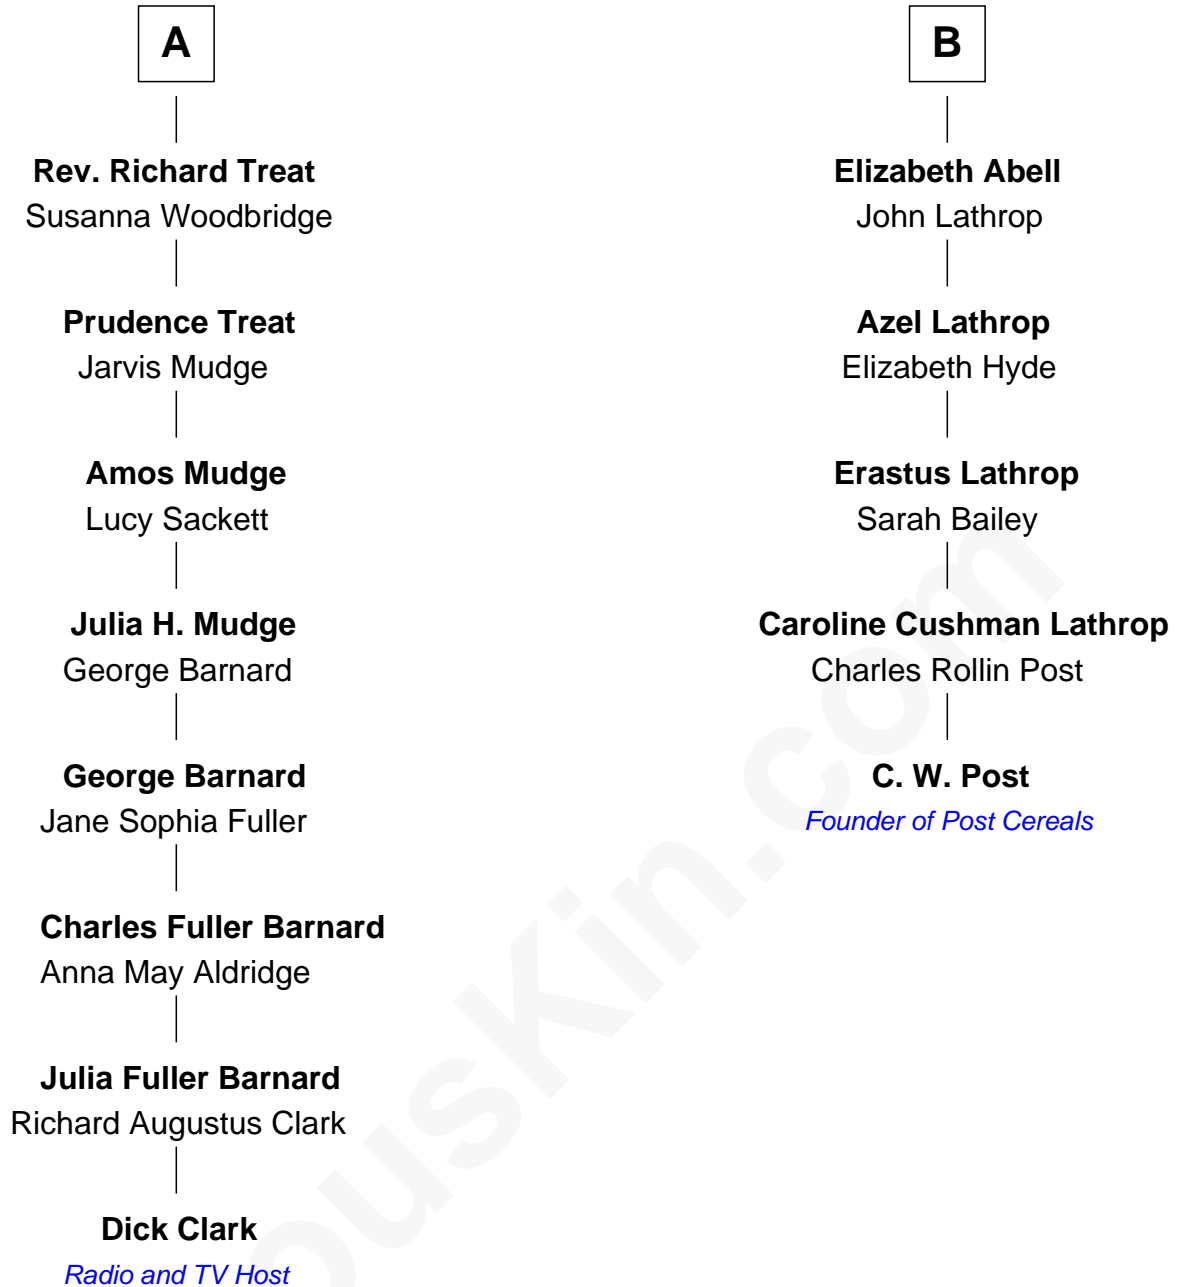 A
Rev. Richard Treat
Susanna Woodbridge
Prudence Treat
Jarvis Mudge
Amos Mudge
Lucy Sackett
Julia H. Mudge
George Barnard
George Barnard
Jane Sophia Fuller
Charles Fuller Barnard
Anna May Aldridge
Julia Fuller Barnard
Richard Augustus Clark
Dick Clark
Radio and TV Host
B
Elizabeth Abell
John Lathrop
Azel Lathrop
Elizabeth Hyde
Erastus Lathrop
Sarah Bailey
Caroline Cushman Lathrop
Charles Rollin Post
C. W. Post
Founder of Post Cereals
ousKin.com